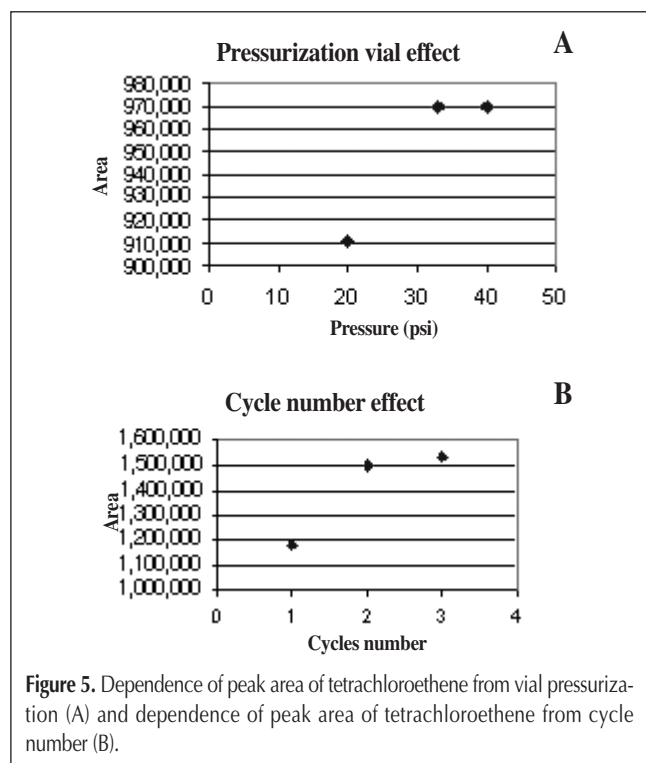 A
Pressurization vial effect
980,000
970,000
960,000
950,000
940,000
930,000
920,000
910,000
900,000
Area
0 10 20 30 40 50
Pressure (psi)
B
Cycle number effect
1,600,000
1,500,000
1,400,000
1,300,000
1,200,000
1,100,000
1,000,000
Area
0 1 2 3 4
Cycles number
Figure 5. Dependence of peak area of tetrachloroethene from vial pressuriza-
tion (A) and dependence of peak area of tetrachloroethene from cycle
number (B).